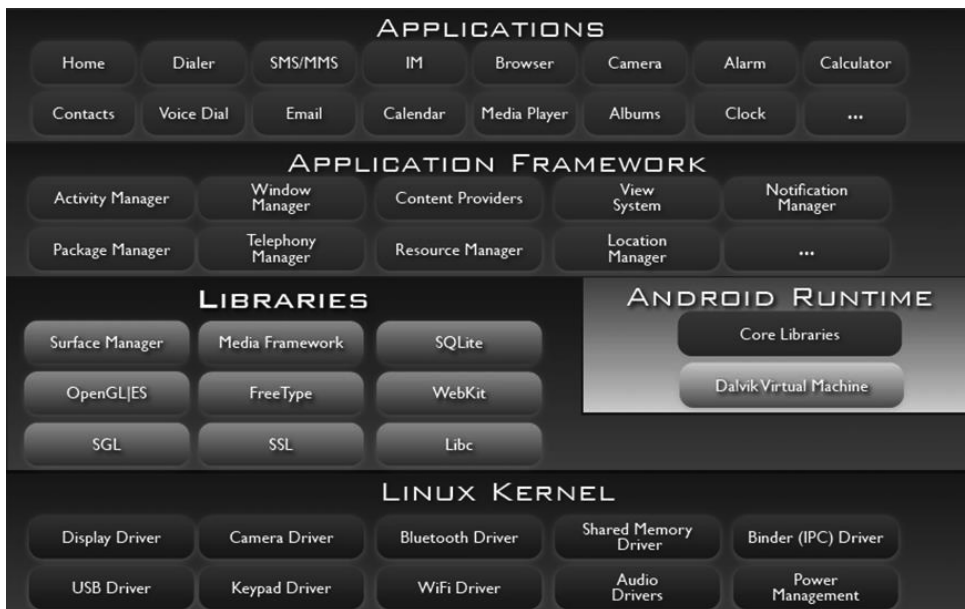 APPLICATIONS
Home Dialer SMS/MMS IM Browser Camera Alarm Calculator
Contacts Voice Dial Email Calendar Media Player Albums Clock ...
APPLICATION FRAMEWORK
Activity Manager Window Manager Content Providers View System Notification Manager
Package Manager Telephony Manager Resource Manager Location Manager ...
LIBRARIES
Surface Manager Media Framework SQLite
OpenGL|ES FreeType WebKit
SGL SSL Libc
ANDROID RUNTIME
Core Libraries
Dalvik Virtual Machine
LINUX KERNEL
Display Driver Camera Driver Bluetooth Driver Shared Memory Driver Binder (IPC) Driver
USB Driver Keypad Driver WiFi Driver Audio Drivers Power Management